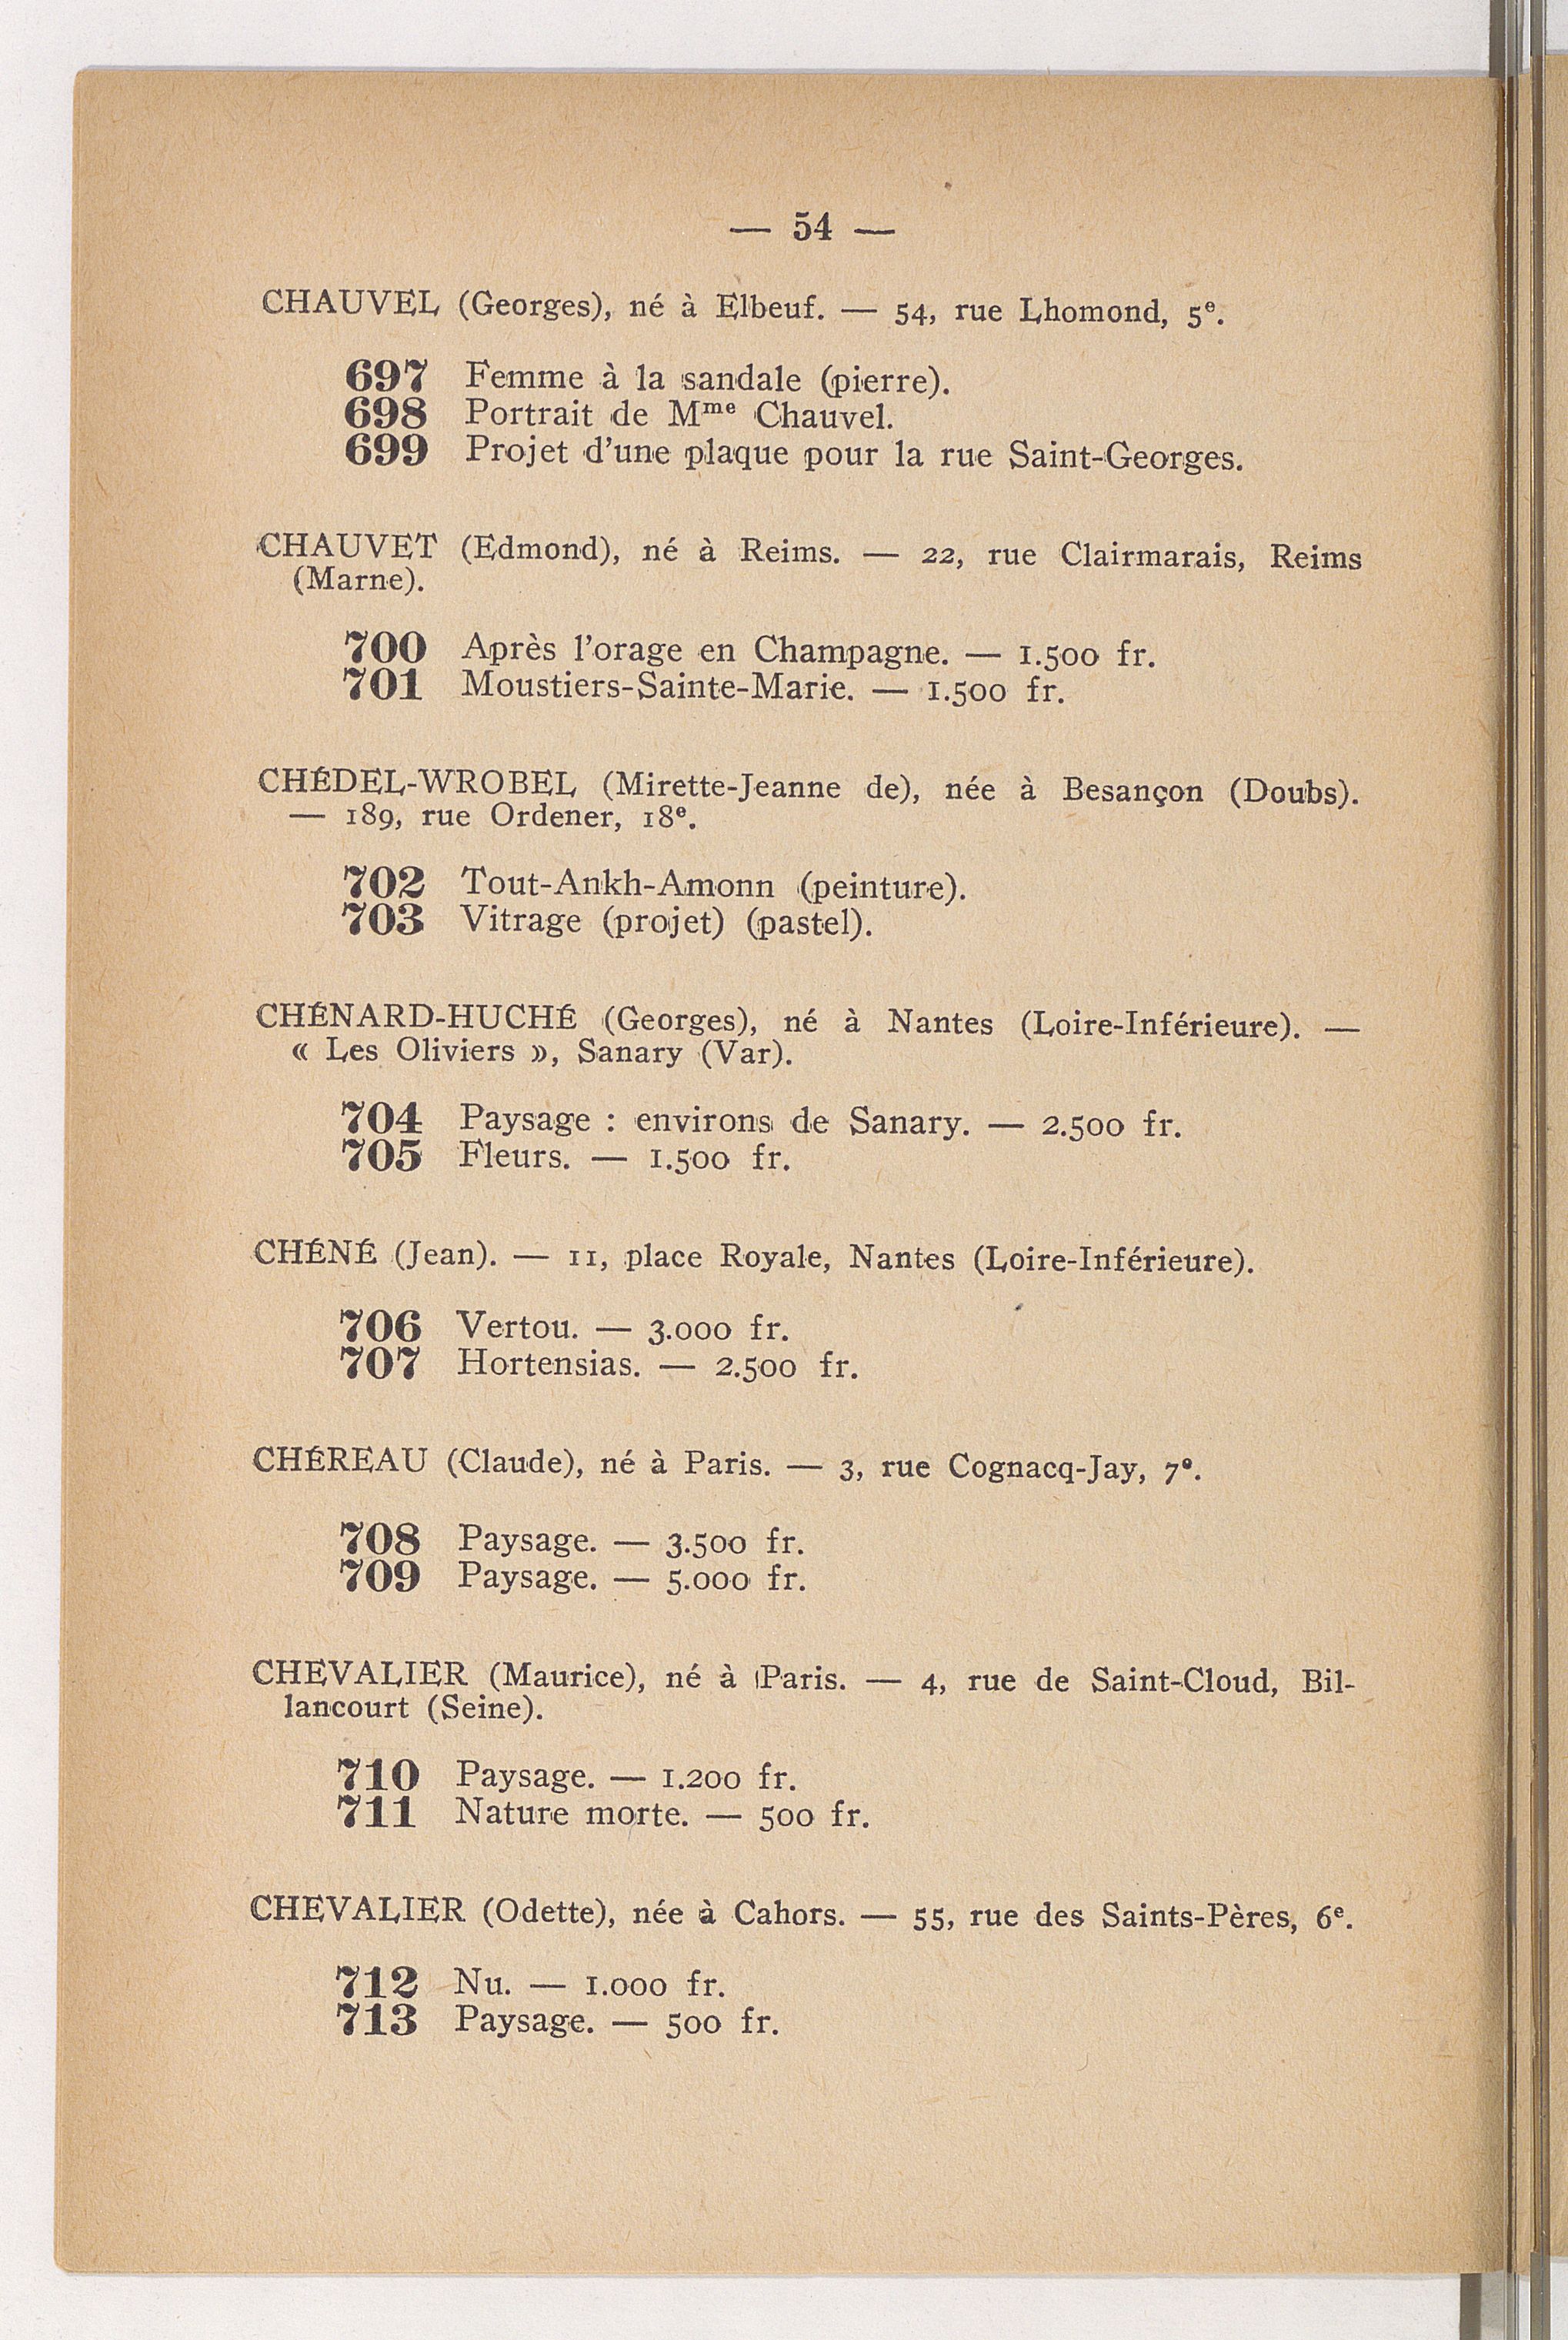 — 54 —
CHAUVEL (Georges), né à Elbeuf. — 54, rue Lhomond, 5e.
697 Femme à la sandale (pierre).
698 Portrait de Mme Chauvel.
699 Projet d'une plaque pour la rue Saint-Georges.
CHAUVET (Edmond), né à Reims. — 22, rue Clairmarais, Reims
(Marne).
700 Après l'orage en Champagne. — 1.500 fr.
701 Moustiers-Sainte-Marie. — 1.500 fr.
CHÉDEL-WROBEL (Mirette-Jeanne de), née à Besançon (Doubs).
— 189, rue Ordener, 18e.
702 Tout-Ankh-Amonn (peinture).
703 Vitrage (projet) (pastel).
CHÉNARD-HUCHÉ (Georges), né à Nantes (Loire-Inférieure). —
« Les Oliviers », Sanary (Var).
704 Paysage : environs de Sanary. — 2.500 fr.
705 Fleurs. — 1.500 fr.
CHÉNÉ (Jean). — 11, place Royale, Nantes (Loire-Inférieure).
706 Vertou. — 3.000 fr.
707 Hortensias. — 2.500 fr.
CHÉREAU (Claude), né à Paris. — 3, rue Cognacq-Jay, 7e.
708 Paysage. — 3.500 fr.
709 Paysage. — 5.000 fr.
CHEVALIER (Maurice), né à Paris. — 4, rue de Saint-Cloud, Bil-
lancourt (Seine).
710 Paysage. — 1.200 fr.
711 Nature morte. — 500 fr.
CHEVALIER (Odette), née à Cahors. — 55, rue des Saints-Pères, 6e.
712 Nu. — 1.000 fr.
713 Paysage. — 500 fr.